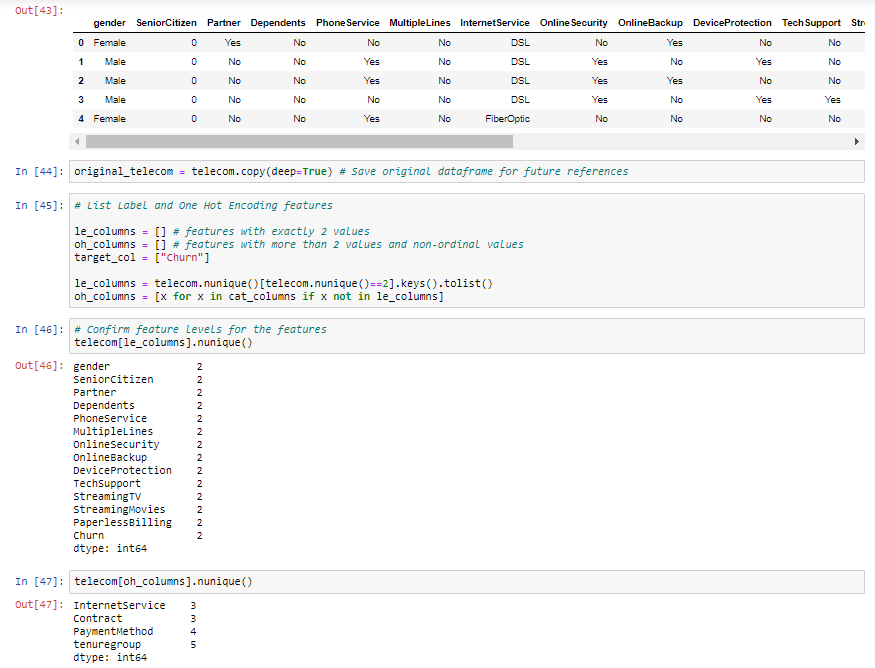 Out[43]:
gender SeniorCitizen Partner Dependents PhoneService MultipleLines InternetService OnlineSecurity OnlineBackup DeviceProtection TechSupport Str
0 Female 0 Yes No No No DSL No Yes No No
1 Male 0 No No Yes No DSL Yes No Yes No
2 Male 0 No No Yes No DSL Yes Yes No No
3 Male 0 No No No No DSL Yes No Yes Yes
4 Female 0 No No Yes No FiberOptic No No No No
In [44]: original_telecom = telecom.copy(deep=True) # Save original dataframe for future references
In [45]: # List Label and One Hot Encoding features
le_columns = [] # features with exactly 2 values
oh_columns = [] # features with more than 2 values and non-ordinal values
target_col = ["Churn"]
le_columns = telecom.nunique()[telecom.nunique()==2].keys().tolist()
oh_columns = [x for x in cat_columns if x not in le_columns]
In [46]: # Confirm feature levels for the features
telecom[le_columns].nunique()
Out[46]: gender 2
SeniorCitizen 2
Partner 2
Dependents 2
PhoneService 2
MultipleLines 2
OnlineSecurity 2
OnlineBackup 2
DeviceProtection 2
TechSupport 2
StreamingTV 2
StreamingMovies 2
PaperlessBilling 2
Churn 2
dtype: int64
In [47]: telecom[oh_columns].nunique()
Out[47]: InternetService 3
Contract 3
PaymentMethod 4
tenuregroup 5
dtype: int64